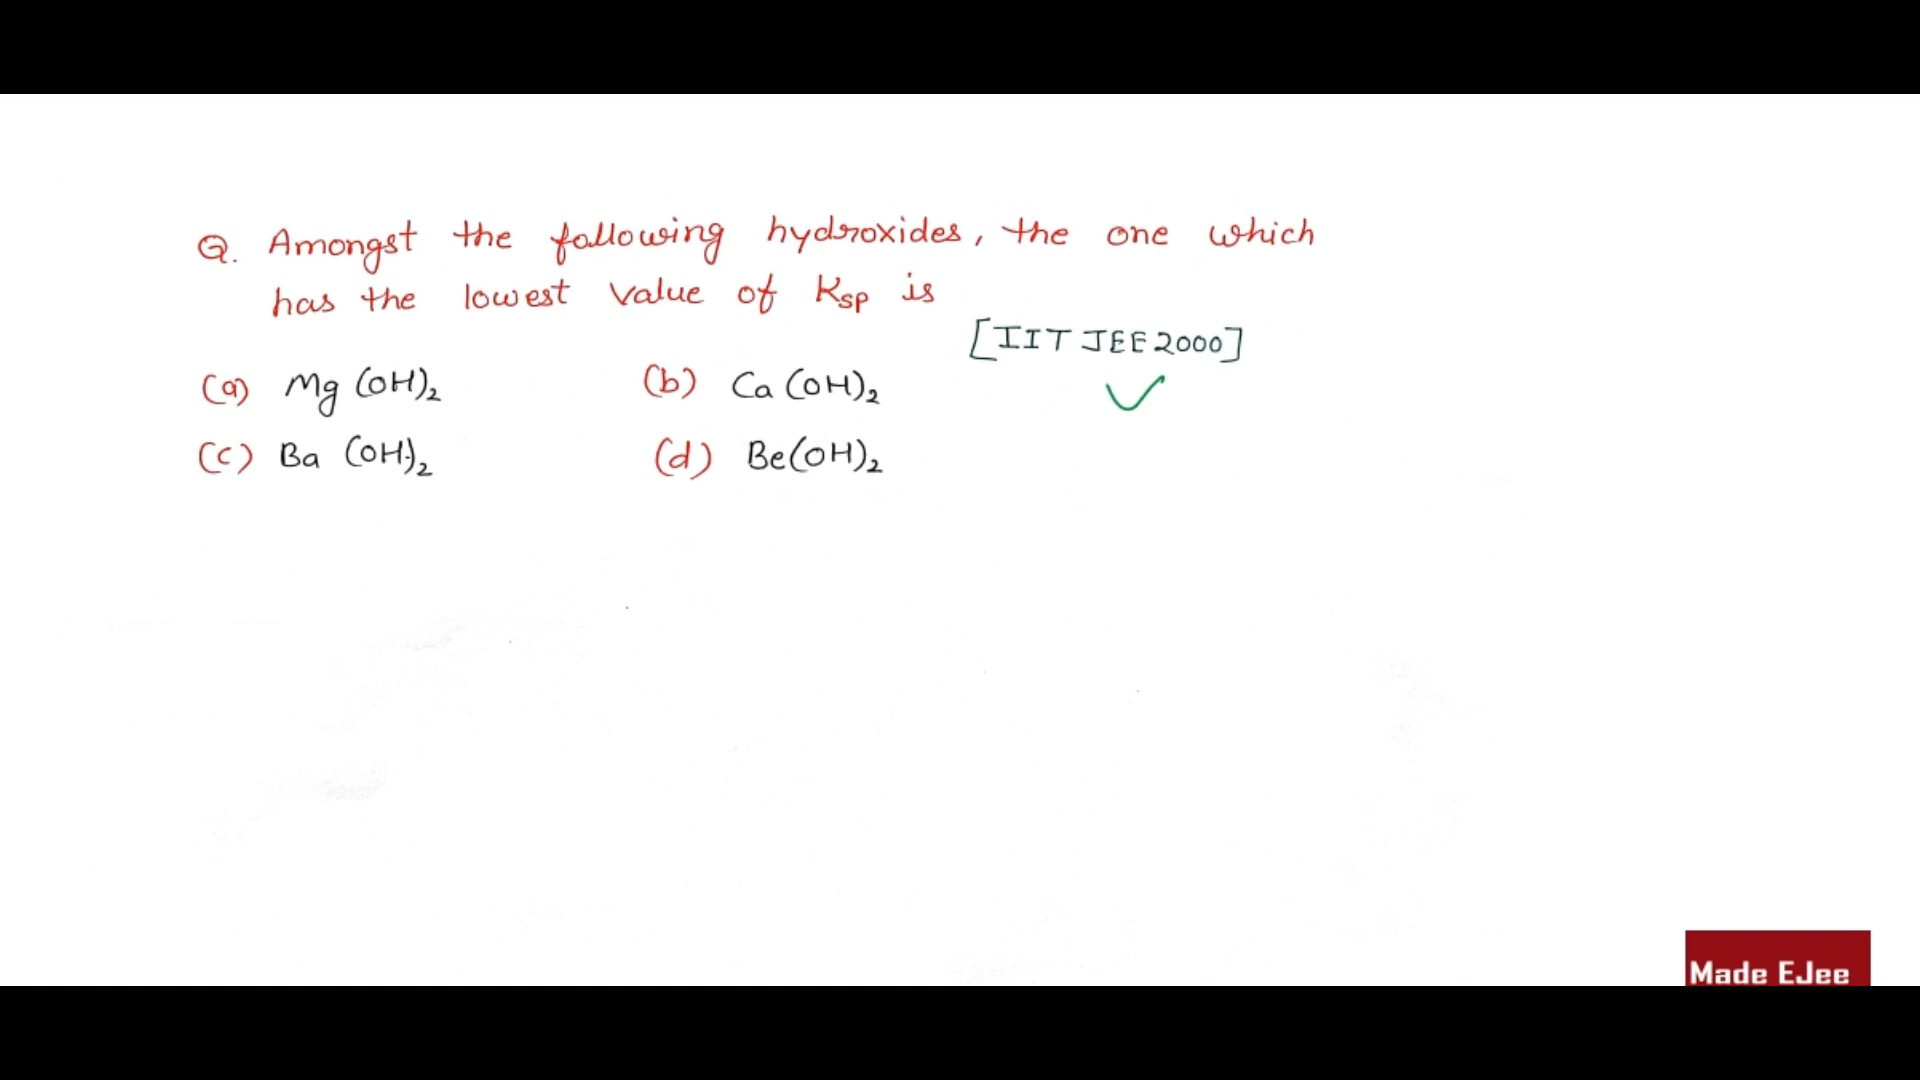 Q. Amongst the following hydroxides, the one which
has the lowest value of Ksp is
[IIT JEE 2000]
(a) Mg (OH)₂ (b) Ca (OH)₂
(c) Ba (OH)₂ (d) Be(OH)₂
Made EJee